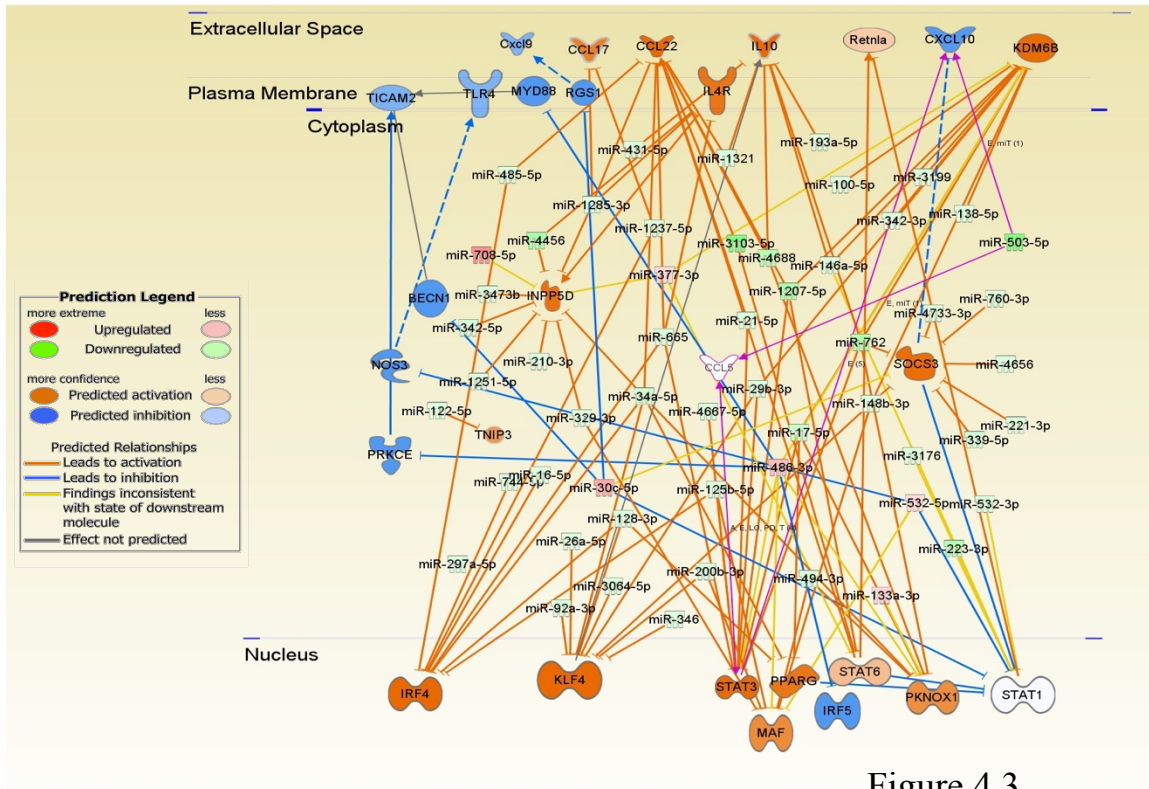 Extracellular Space
Cxcl9
CCL17
CCL22
IL10
Retnla
CXCL10
KDM6B
Plasma Membrane
TICAM2
TLR4
MYD88
RGS1
IL4R
Cytoplasm
miR-431-5p
miR-1321
miR-193a-5p
E, miT (1)
miR-485-5p
miR-100-5p
miR-3199
miR-1285-3p
miR-342-3p
miR-138-5p
miR-4456
miR-1237-5p
miR-3103-5p
miR-503-5p
miR-708-5p
miR-4688
miR-377-3p
miR-146a-5p
Prediction Legend
more extreme
less
Upregulated
Downregulated
more confidence
less
Predicted activation
Predicted inhibition
Predicted Relationships
Leads to activation
Leads to inhibition
Findings inconsistent
with state of downstream
molecule
Effect not predicted
BECN1
miR-3473b
INPP5D
miR-1207-5p
E, miT (1)
miR-760-3p
miR-4733-3p
miR-342-5p
miR-21-5p
miR-665
miR-762
miR-210-3p
NOS3
CCL5
E (5)
SOCS3
miR-4656
miR-1251-5p
miR-29b-3p
miR-34a-5p
miR-148b-3p
miR-122-5p
miR-329-3p
miR-4667-5p
miR-221-3p
TNIP3
miR-17-5p
miR-339-5p
PRKCE
miR-3176
miR-486-3p
miR-16-5p
miR-744-5p
miR-30c-5p
miR-125b-5p
miR-532-5p
miR-532-3p
miR-128-3p
miR-26a-5p
miR-223-3p
miR-297a-5p
miR-200b-3p
miR-494-3p
miR-3064-5p
miR-133a-3p
miR-92a-3p
miR-346
Nucleus
KLF4
STAT6
IRF4
STAT3
PPARG
PKNOX1
STAT1
IRF5
MAF
Figure 4.3